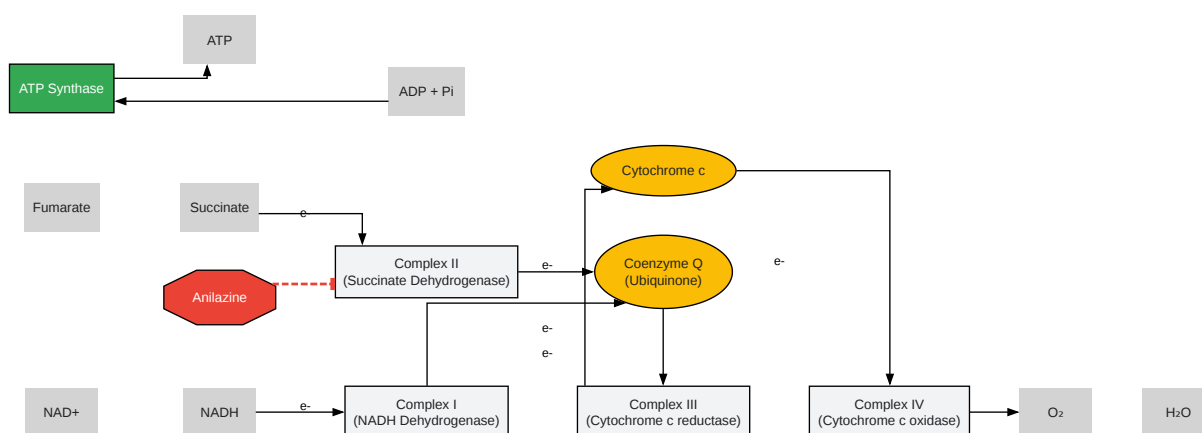 ATP
ATP Synthase
ADP + Pi
Cytochrome c
Fumarate
Succinate
e-
Complex II
(Succinate Dehydrogenase)
e-
Coenzyme Q
(Ubiquinone)
e-
Anilazine
e-
e-
NAD+
NADH
e-
Complex I
(NADH Dehydrogenase)
Complex III
(Cytochrome c reductase)
Complex IV
(Cytochrome c oxidase)
O₂
H₂O